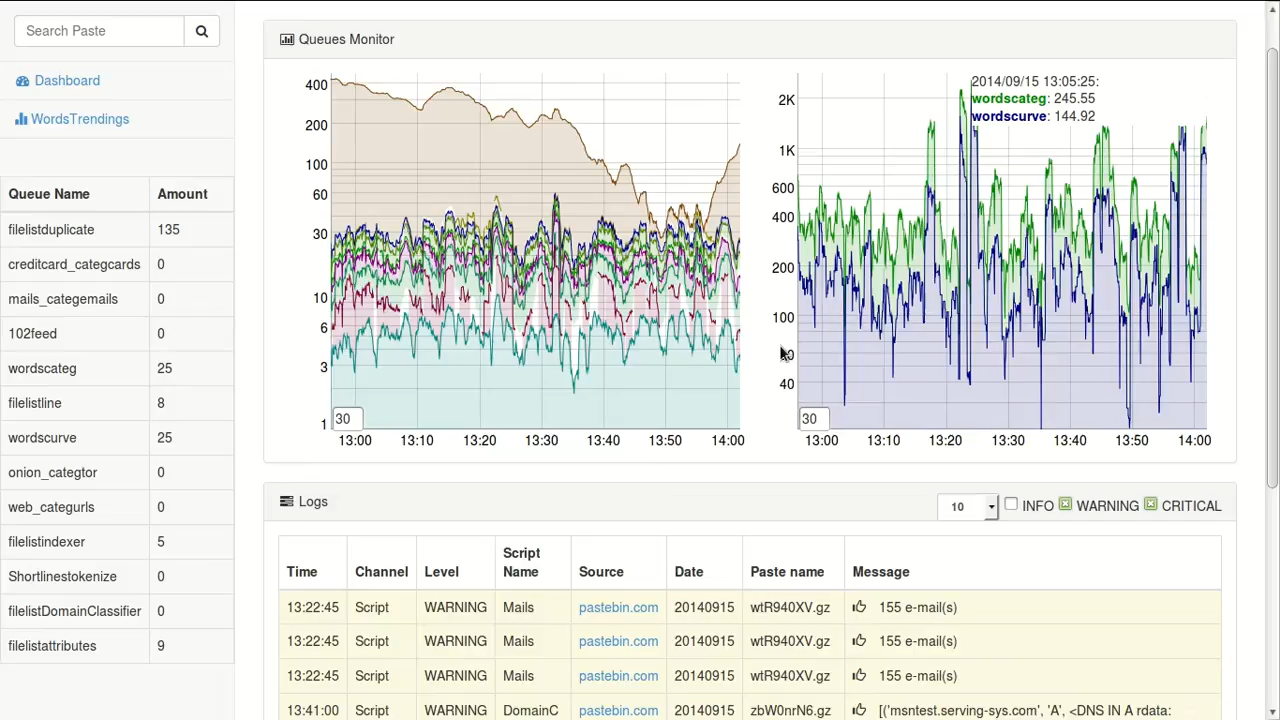 Search Paste
Dashboard
WordsTrendings
Queue Name Amount
filelistduplicate 135
creditcard_categcards 0
mails_categemails 0
102feed 0
wordscateg 25
filelistline 8
wordscurve 25
onion_categtor 0
web_categurls 0
filelistindexer 5
Shortlinestokenize 0
filelistDomainClassifier 0
filelistattributes 9
Queues Monitor
400
200
100
60
30
10
6
3
1
30
13:00 13:10 13:20 13:30 13:40 13:50 14:00
2014/09/15 13:05:25:
wordscateg: 245.55
wordscurve: 144.92
2K
1K
600
400
200
100
40
30
13:00 13:10 13:20 13:30 13:40 13:50 14:00
Logs
10 INFO WARNING CRITICAL
Time Channel Level Script Name Source Date Paste name Message
13:22:45 Script WARNING Mails pastebin.com 20140915 wtR940XV.gz 155 e-mail(s)
13:22:45 Script WARNING Mails pastebin.com 20140915 wtR940XV.gz 155 e-mail(s)
13:22:45 Script WARNING Mails pastebin.com 20140915 wtR940XV.gz 155 e-mail(s)
13:41:00 Script WARNING DomainC pastebin.com 20140915 zbW0nrN6.gz [('msntest.serving-sys.com', 'A', <DNS IN A rdata: